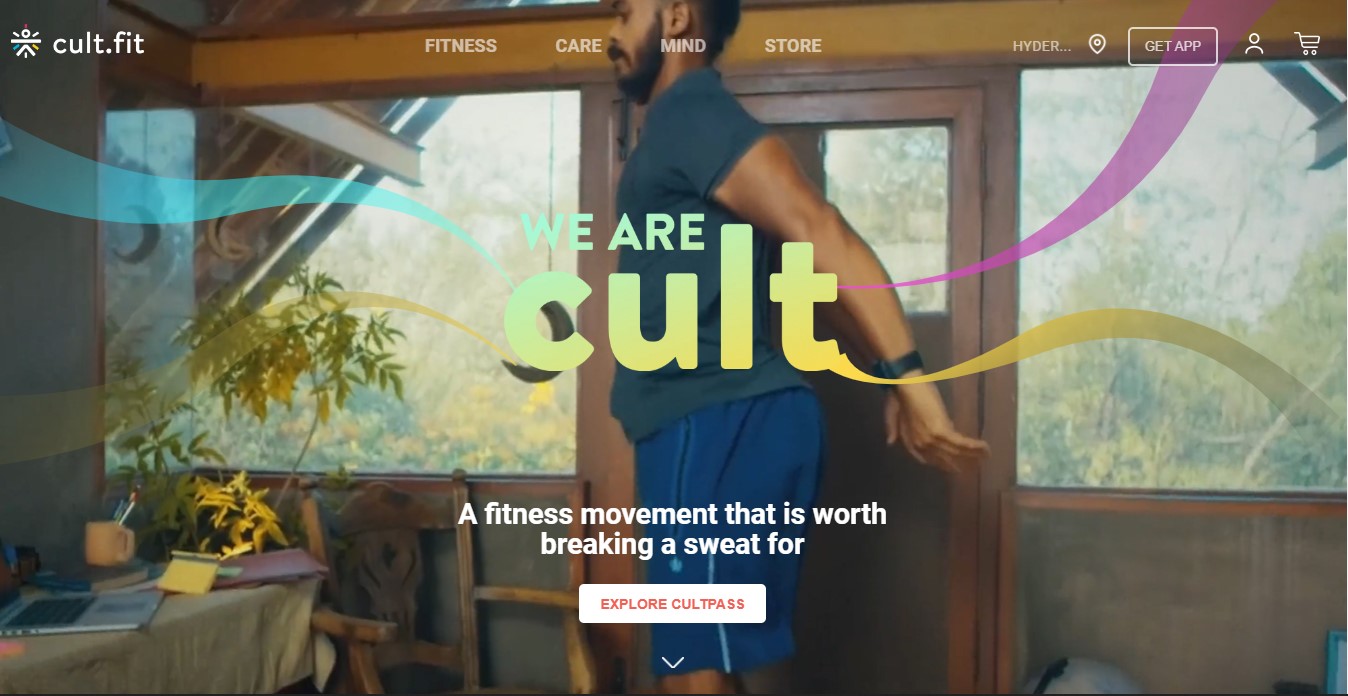 cult.fit
FITNESS CARE MIND STORE
HYDER... GET APP
WE ARE
cult
A fitness movement that is worth
breaking a sweat for
EXPLORE CULTPASS